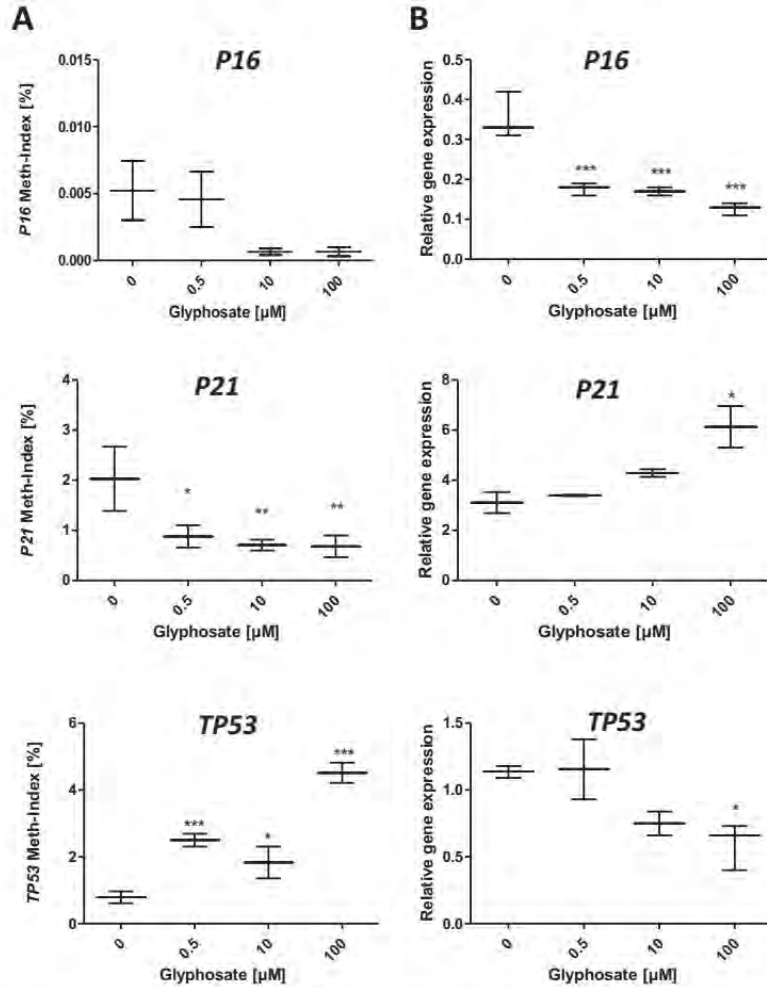 A
B
P16
P16 Meth-Index [%]
0.015
0.010
0.005
0.000
0 0.5 10 100
Glyphosate [µM]
P16
Relative gene expression
0.5
0.4
0.3
0.2
0.1
0.0
*** *** ***
0 0.5 10 100
Glyphosate [µM]
P21
P21 Meth-Index [%]
4
3
2
1
0
* ** **
0 0.5 10 100
Glyphosate [µM]
P21
Relative gene expression
8
6
4
2
0
*
0 0.5 10 100
Glyphosate [µM]
TP53
TP53 Meth-Index [%]
6
4
2
0
*** * ***
0 0.5 10 100
Glyphosate [µM]
TP53
Relative gene expression
1.5
1.0
0.5
0.0
*
0 0.5 10 100
Glyphosate [µM]